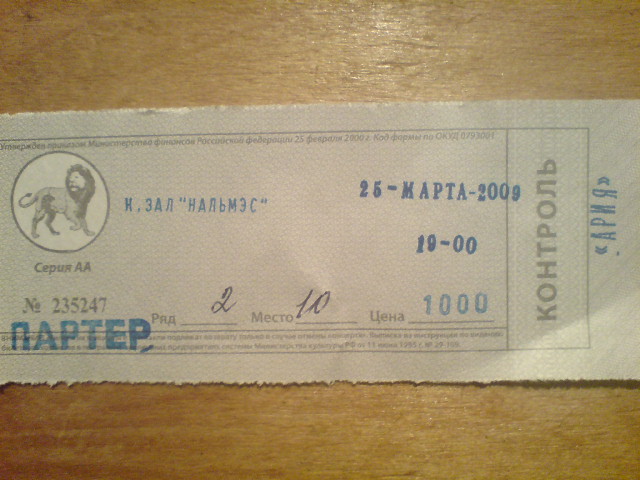 Утвержден приказом Министерства финансов Российской Федерации 25 февраля 2000 г. Код формы по ОКУД 0793001
К.ЗАЛ "НАЛЬМЭС"
25-МАРТА-2009
19-00
Серия АА
№ 235247
Ряд 2 Место 10 Цена 1000
ПАРТЕР
КОНТРОЛЬ
«АРИЯ»